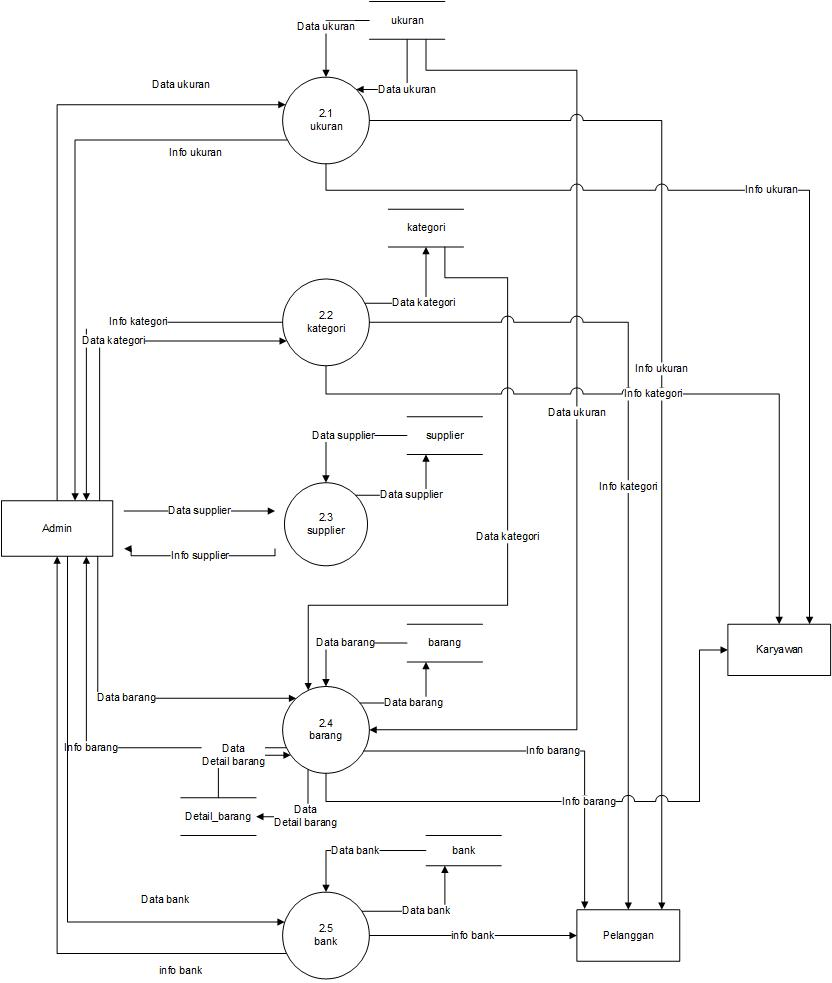 ukuran
Data ukuran
Data ukuran
Data ukuran
2.1
ukuran
Info ukuran
Info ukuran
kategori
Data kategori
2.2
kategori
Info kategori
Data kategori
Info ukuran
Info kategori
Data ukuran
supplier
Data supplier
Data supplier
Info kategori
Data supplier
2.3
supplier
Admin
Data kategori
Info supplier
Data barang
barang
Karyawan
Data barang
Data barang
2.4
barang
Info barang
Data
Detail barang
Info barang
Info barang
Data
Detail barang
Detail_barang
Data bank
bank
Data bank
Data bank
2.5
bank
info bank
Pelanggan
info bank